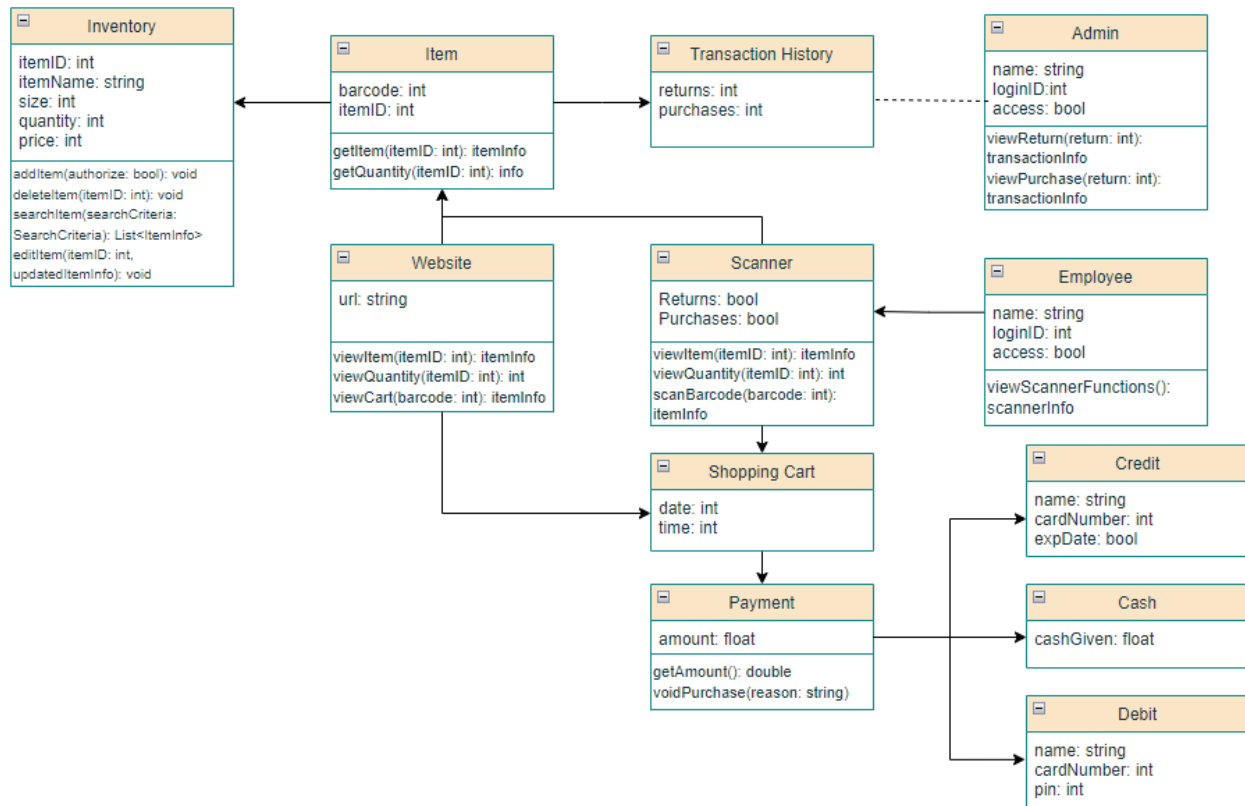 Inventory
itemID: int
itemName: string
size: int
quantity: int
price: int
addItem(authorize: bool): void
deleteItem(itemID: int): void
searchItem(searchCriteria:
SearchCriteria): List<ItemInfo>
editItem(itemID: int,
updatedItemInfo): void
Item
barcode: int
itemID: int
getItem(itemID: int): itemInfo
getQuantity(itemID: int): info
Transaction History
returns: int
purchases: int
Admin
name: string
loginID:int
access: bool
viewReturn(return: int):
transactionInfo
viewPurchase(return: int):
transactionInfo
Website
url: string
viewItem(itemID: int): itemInfo
viewQuantity(itemID: int): int
viewCart(barcode: int): itemInfo
Scanner
Returns: bool
Purchases: bool
viewItem(itemID: int): itemInfo
viewQuantity(itemID: int): int
scanBarcode(barcode: int):
itemInfo
Employee
name: string
loginID: int
access: bool
viewScannerFunctions():
scannerInfo
Shopping Cart
date: int
time: int
Payment
amount: float
getAmount(): double
voidPurchase(reason: string)
Credit
name: string
cardNumber: int
expDate: bool
Cash
cashGiven: float
Debit
name: string
cardNumber: int
pin: int